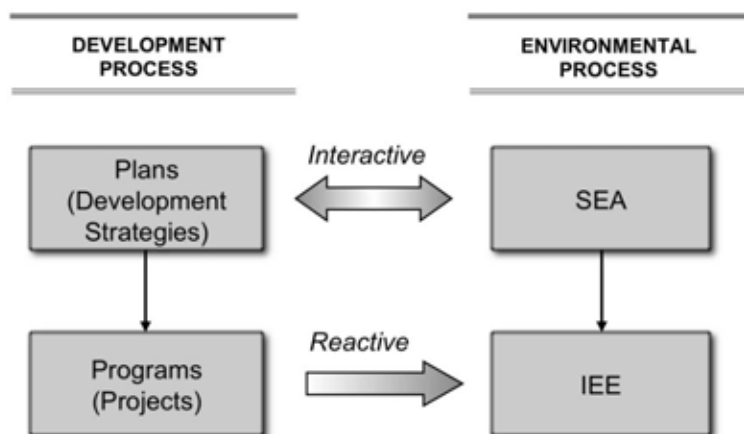 DEVELOPMENT
PROCESS
ENVIRONMENTAL
PROCESS
Plans
(Development
Strategies)
Interactive
SEA
Programs
(Projects)
Reactive
IEE